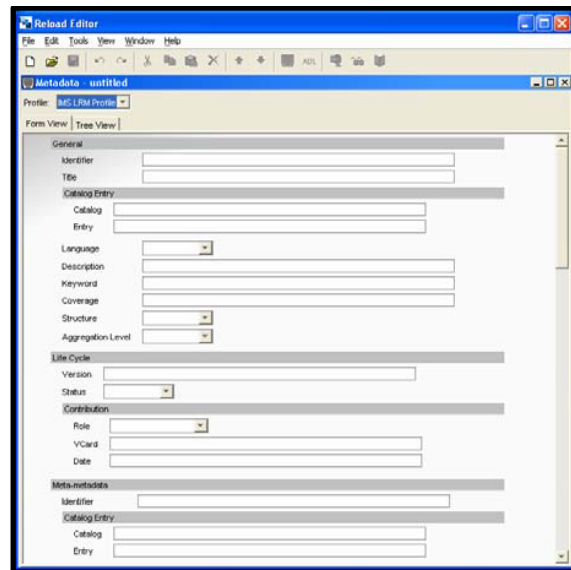 Reload Editor
File Edit Tools View Window Help
ADL
Metadata - untitled
Profile: IMS LRM Profile
Form View Tree View
General
Identifier
Title
Catalog Entry
Catalog
Entry
Language
Description
Keyword
Coverage
Structure
Aggregation Level
Life Cycle
Version
Status
Contribution
Role
VCard
Date
Meta-metadata
Identifier
Catalog Entry
Catalog
Entry